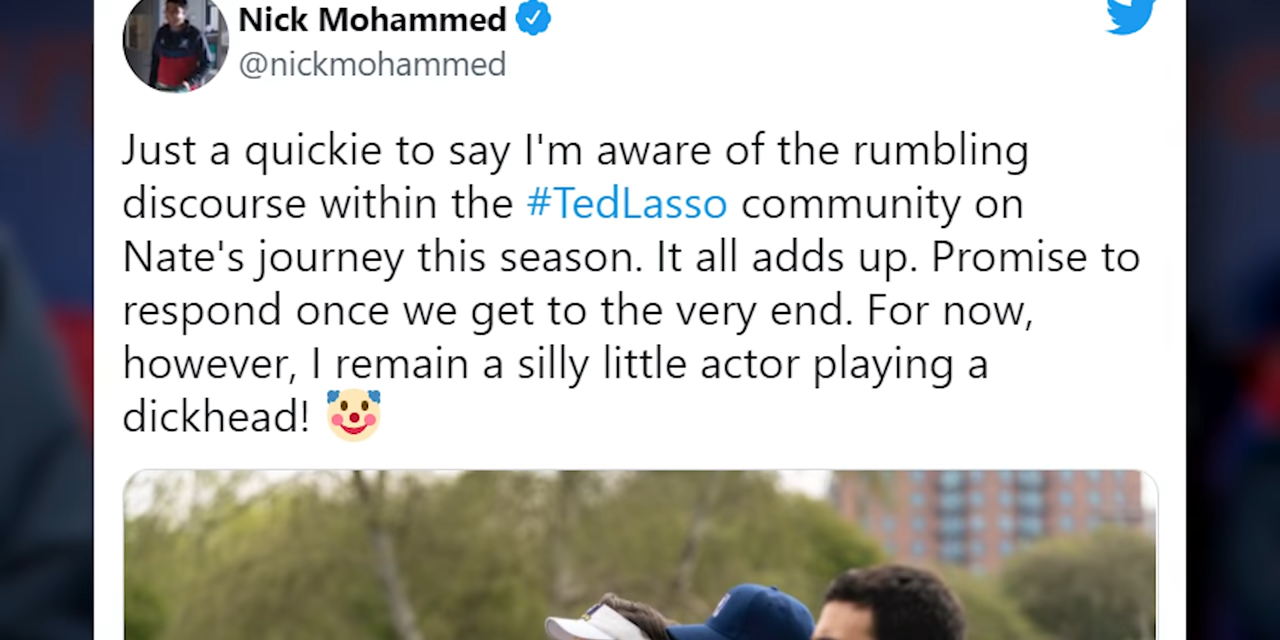 Nick Mohammed
@nickmohammed
Just a quickie to say I'm aware of the rumbling
discourse within the #TedLasso community on
Nate's journey this season. It all adds up. Promise to
respond once we get to the very end. For now,
however, I remain a silly little actor playing a
dickhead! 🤡